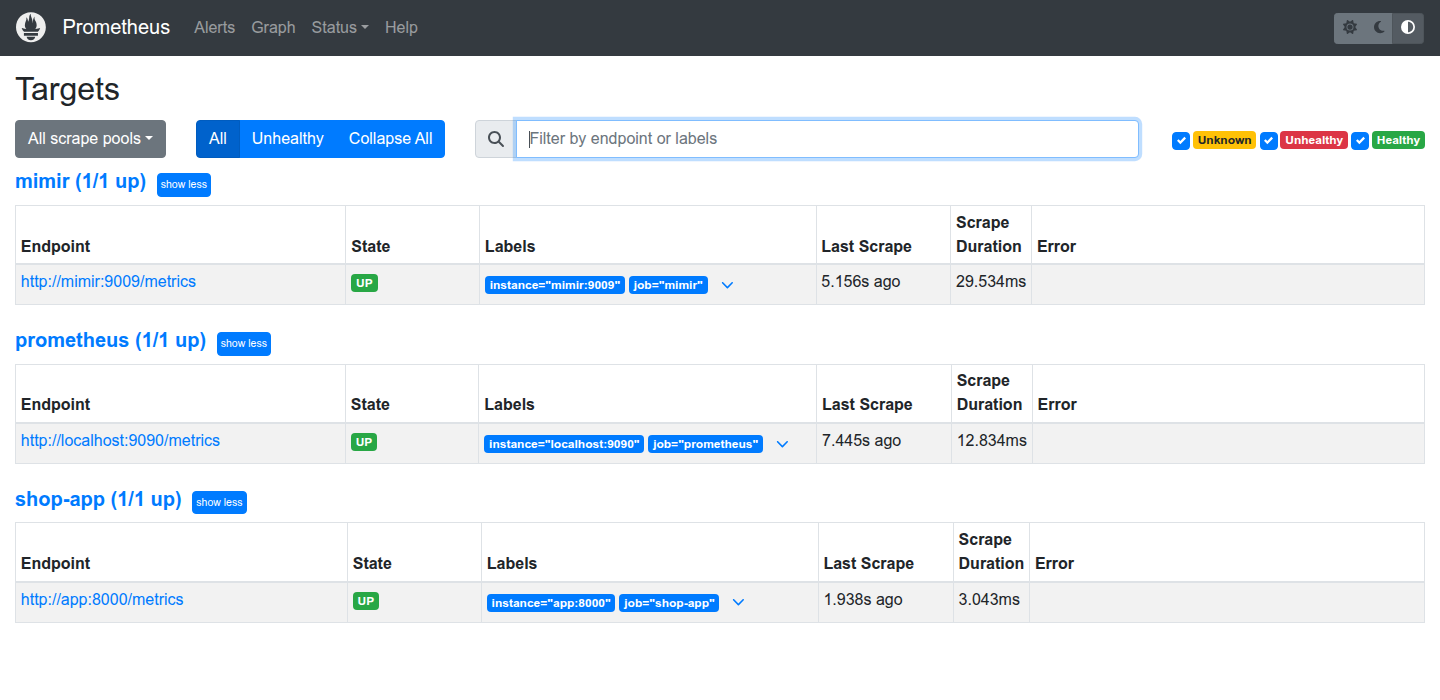 Prometheus Alerts Graph Status Help
Targets
All scrape pools All Unhealthy Collapse All Filter by endpoint or labels Unknown Unhealthy Healthy
mimir (1/1 up) show less
Endpoint State Labels Last Scrape Scrape Duration Error
http://mimir:9009/metrics UP instance="mimir:9009" job="mimir" 5.156s ago 29.534ms
prometheus (1/1 up) show less
Endpoint State Labels Last Scrape Scrape Duration Error
http://localhost:9090/metrics UP instance="localhost:9090" job="prometheus" 7.445s ago 12.834ms
shop-app (1/1 up) show less
Endpoint State Labels Last Scrape Scrape Duration Error
http://app:8000/metrics UP instance="app:8000" job="shop-app" 1.938s ago 3.043ms